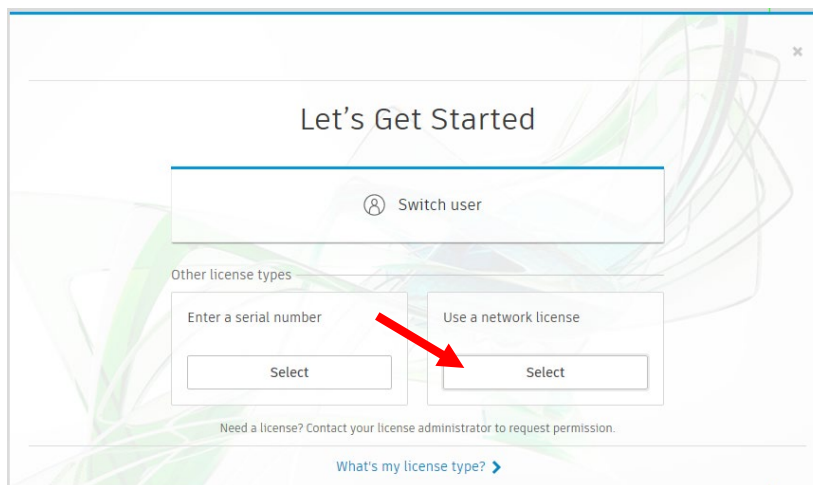 Let's Get Started
Switch user
Other license types
Enter a serial number
Use a network license
Select
Select
Need a license? Contact your license administrator to request permission.
What's my license type?